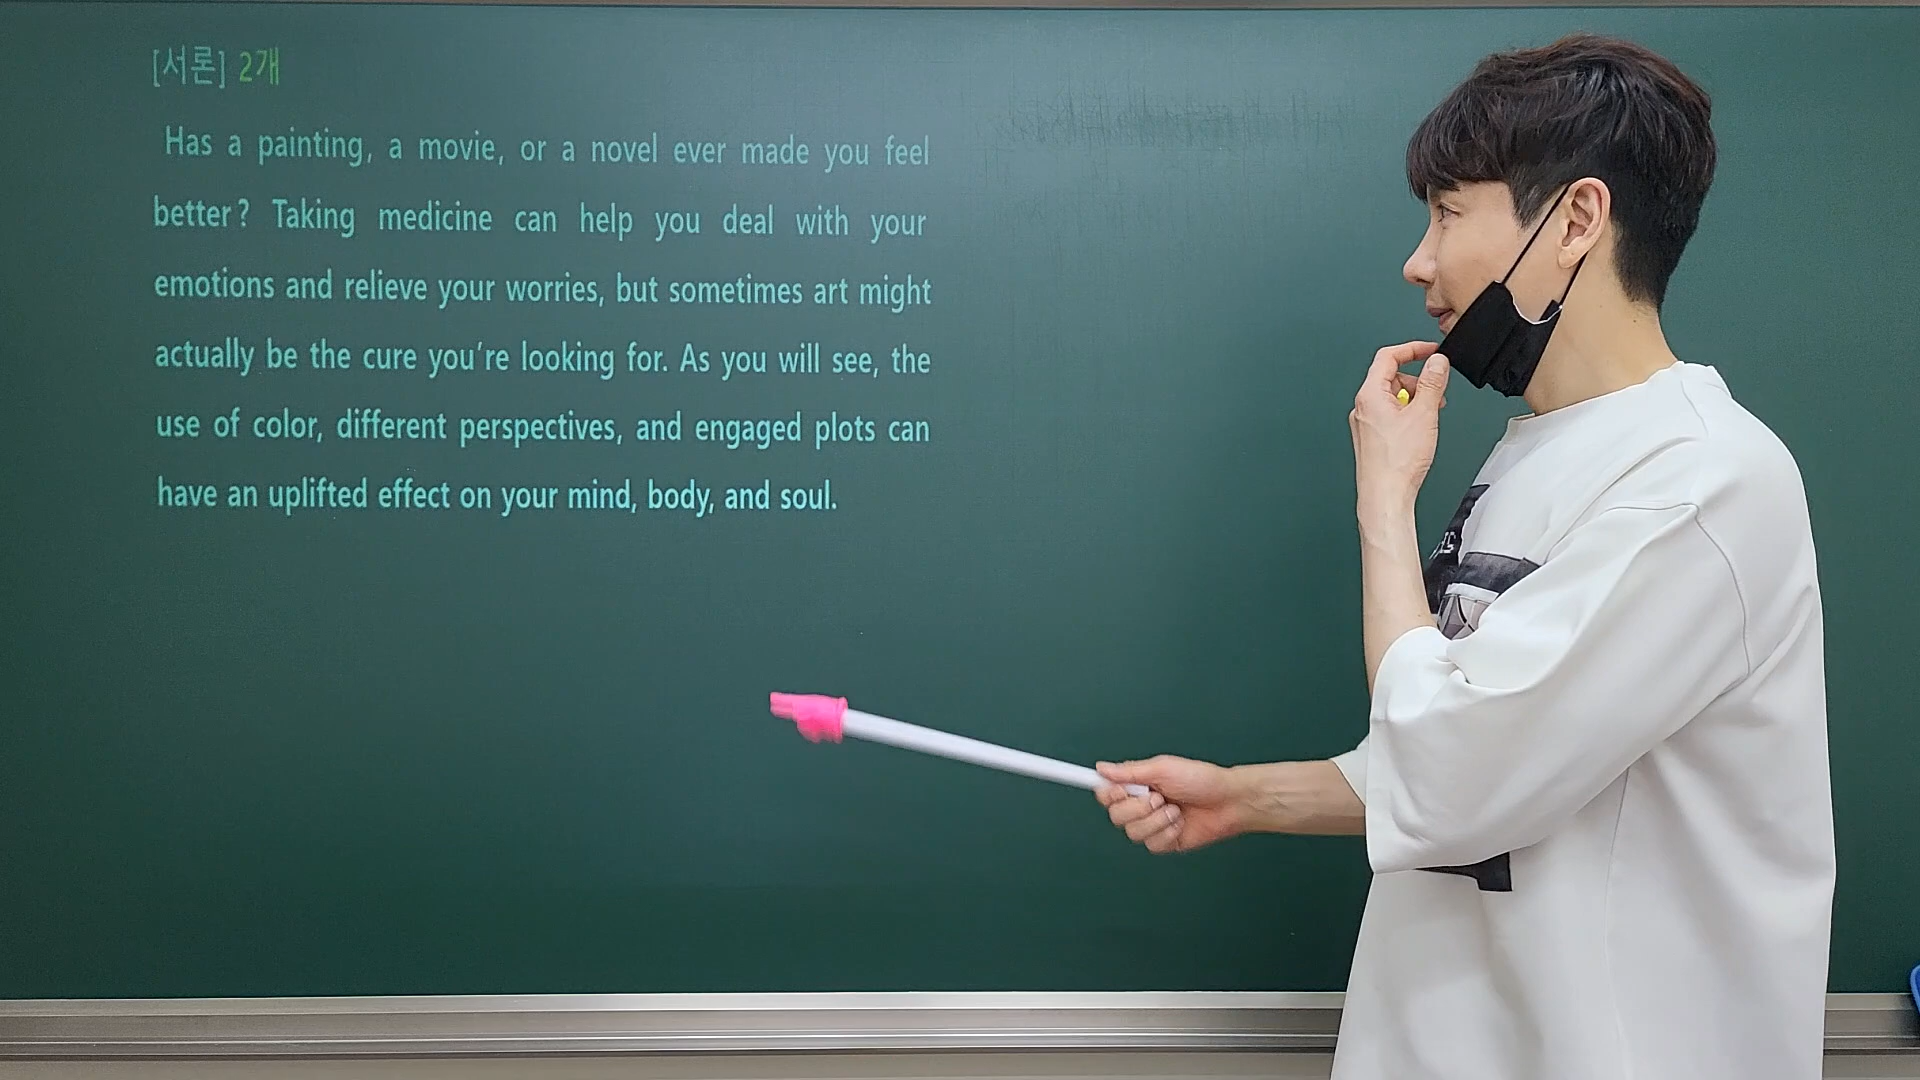 [서론] 2개
Has a painting, a movie, or a novel ever made you feel
better? Taking medicine can help you deal with your
emotions and relieve your worries, but sometimes art might
actually be the cure you're looking for. As you will see, the
use of color, different perspectives, and engaged plots can
have an uplifted effect on your mind, body, and soul.